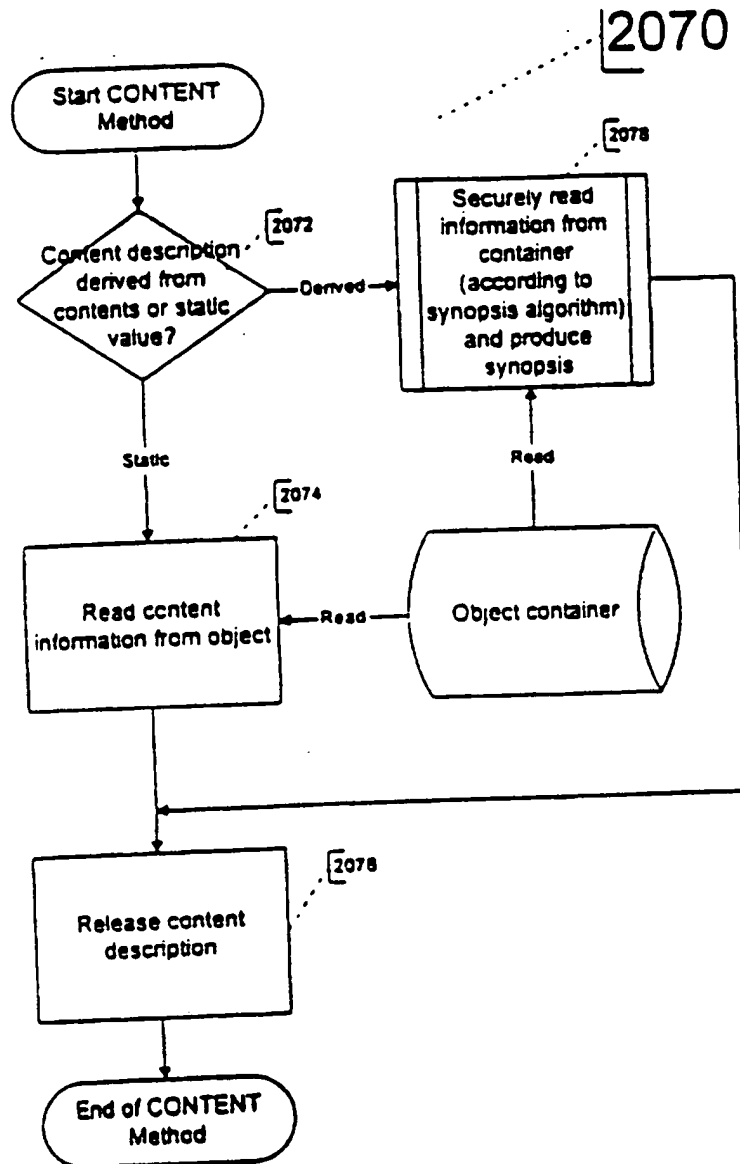 2070
Start CONTENT
Method
2078
Securely read
information from
container
(according to
synopsis algorithm)
and produce
synopsis
2072
Content description
derived from
contents or static
value?
Derived
Static
Read
2074
Read content
information from object
Read
Object container
2078
Release content
description
End of CONTENT
Method